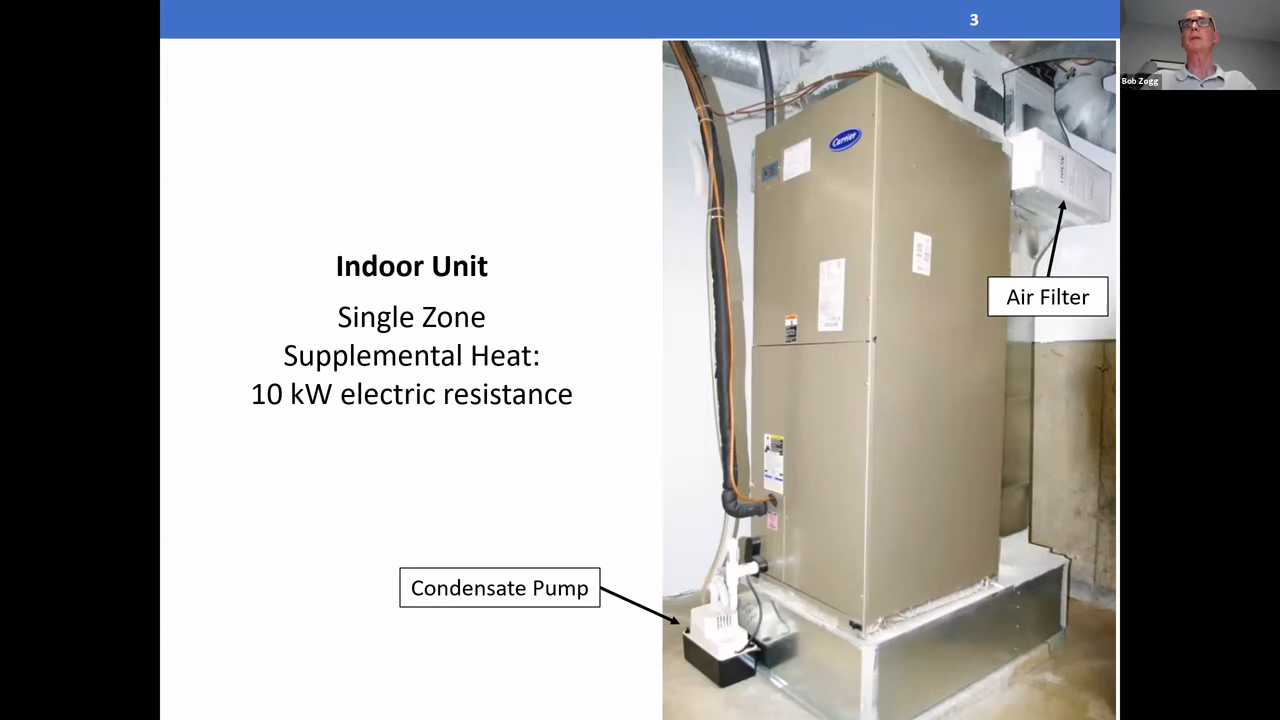 3
Bob Zogg
Carrier
Air Filter
Indoor Unit
Single Zone
Supplemental Heat:
10 kW electric resistance
Condensate Pump